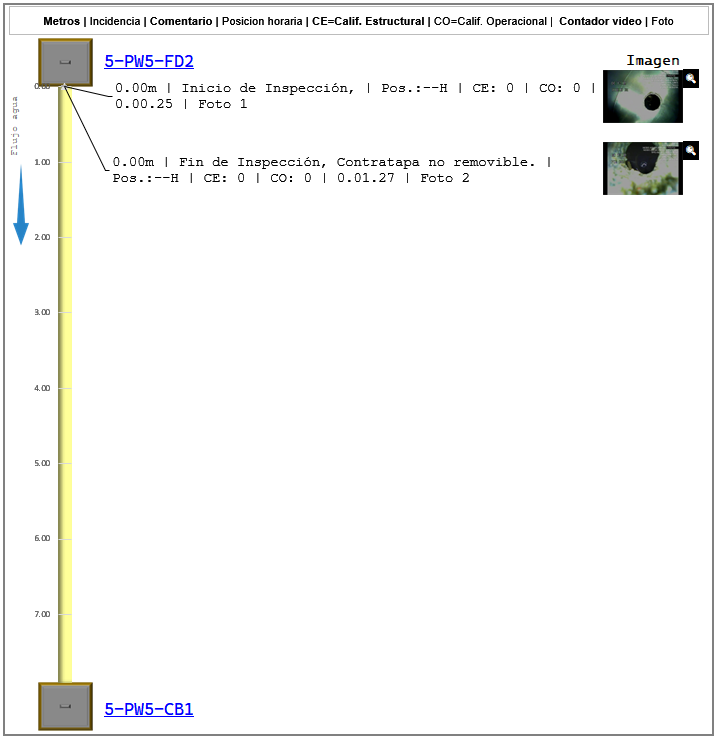 Metros | Incidencia | Comentario | Posicion horaria | CE=Calif. Estructural | CO=Calif. Operacional | Contador video | Foto
5-PW5-FD2
Imagen
0.00m | Inicio de Inspección, | Pos.:--H | CE: 0 | CO: 0 |
0.00.25 | Foto 1
0.00
Flujo agua
0.00m | Fin de Inspección, Contratapa no removible. |
Pos.:--H | CE: 0 | CO: 0 | 0.01.27 | Foto 2
1.00
2.00
3.00
4.00
5.00
6.00
7.00
5-PW5-CB1